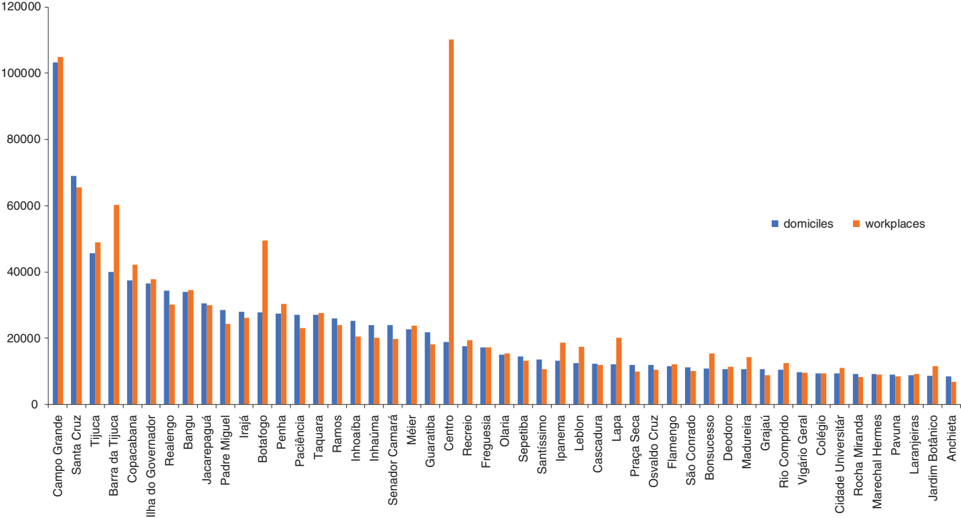 120000
100000
80000
60000
40000
20000
0
domiciles
workplaces
Campo Grande
Santa Cruz
Tijuca
Barra da Tijuca
Copacabana
Ilha do Governador
Realengo
Bangu
Jacarepaguá
Padre Miguel
Irajá
Botafogo
Penha
Paciência
Taquara
Ramos
Inhoaíba
Inhaúma
Senador Camará
Méier
Guaratiba
Centro
Recreio
Freguesia
Olaria
Sepetiba
Santíssimo
Ipanema
Leblon
Cascadura
Lapa
Praça Seca
Osvaldo Cruz
Flamengo
São Conrado
Bonsucesso
Deodoro
Madureira
Grajaú
Rio Comprido
Vigário Geral
Colégio
Cidade Universitár
Rocha Miranda
Marechal Hermes
Pavuna
Laranjeiras
Jardim Botânico
Anchieta